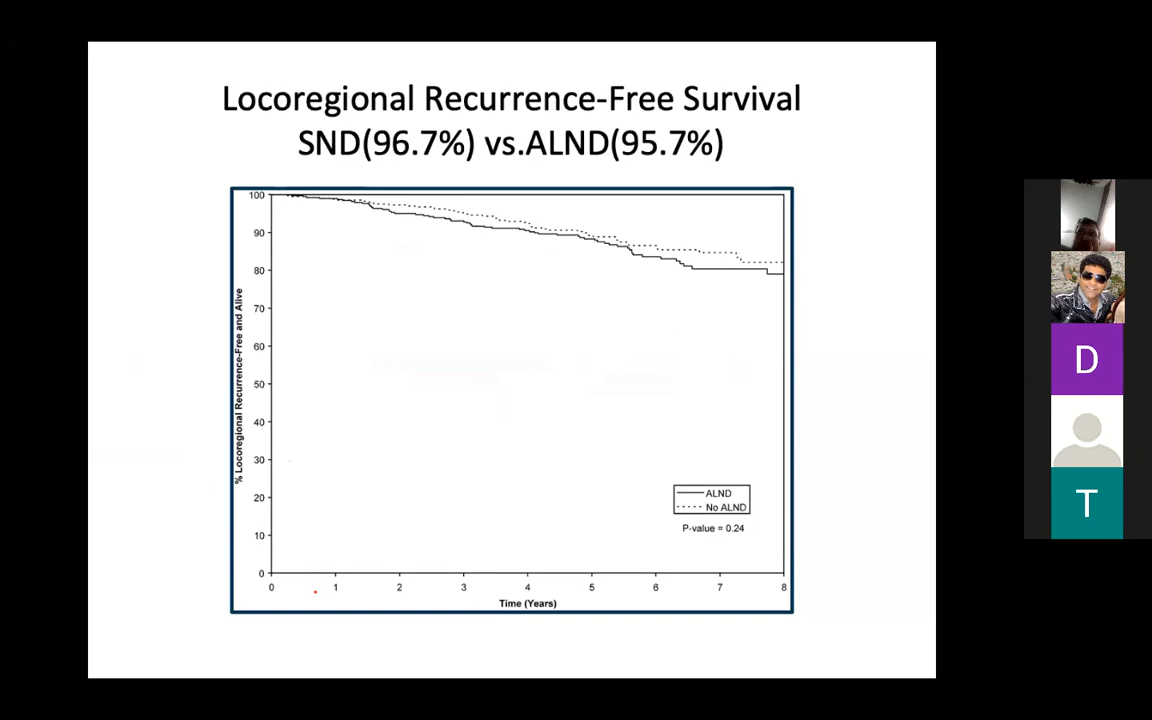 Locoregional Recurrence-Free Survival
SND(96.7%) vs.ALND(95.7%)
% Locoregional Recurrence-Free and Alive
100
90
80
70
60
50
40
30
20
10
0
ALND
No ALND
P-value = 0.24
0 1 2 3 4 5 6 7 8
Time (Years)
D
T